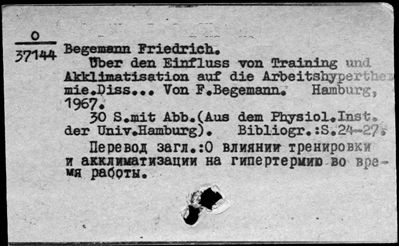 О
37144
Begemann Friedrich.
Über den Einfluss von Training und
Akklimatisation auf die Arbeitshyperther
mie.Diss... Von F.Begemann. Hamburg,
1967.
30 S.mit Abb.(Aus dem Physiol.Inst.
der Univ.Hamburg). Bibliogr.:S.24-27.
Перевод загл.:О влиянии тренировки
и акклиматизации на гипертермию во вре-
мя работы.